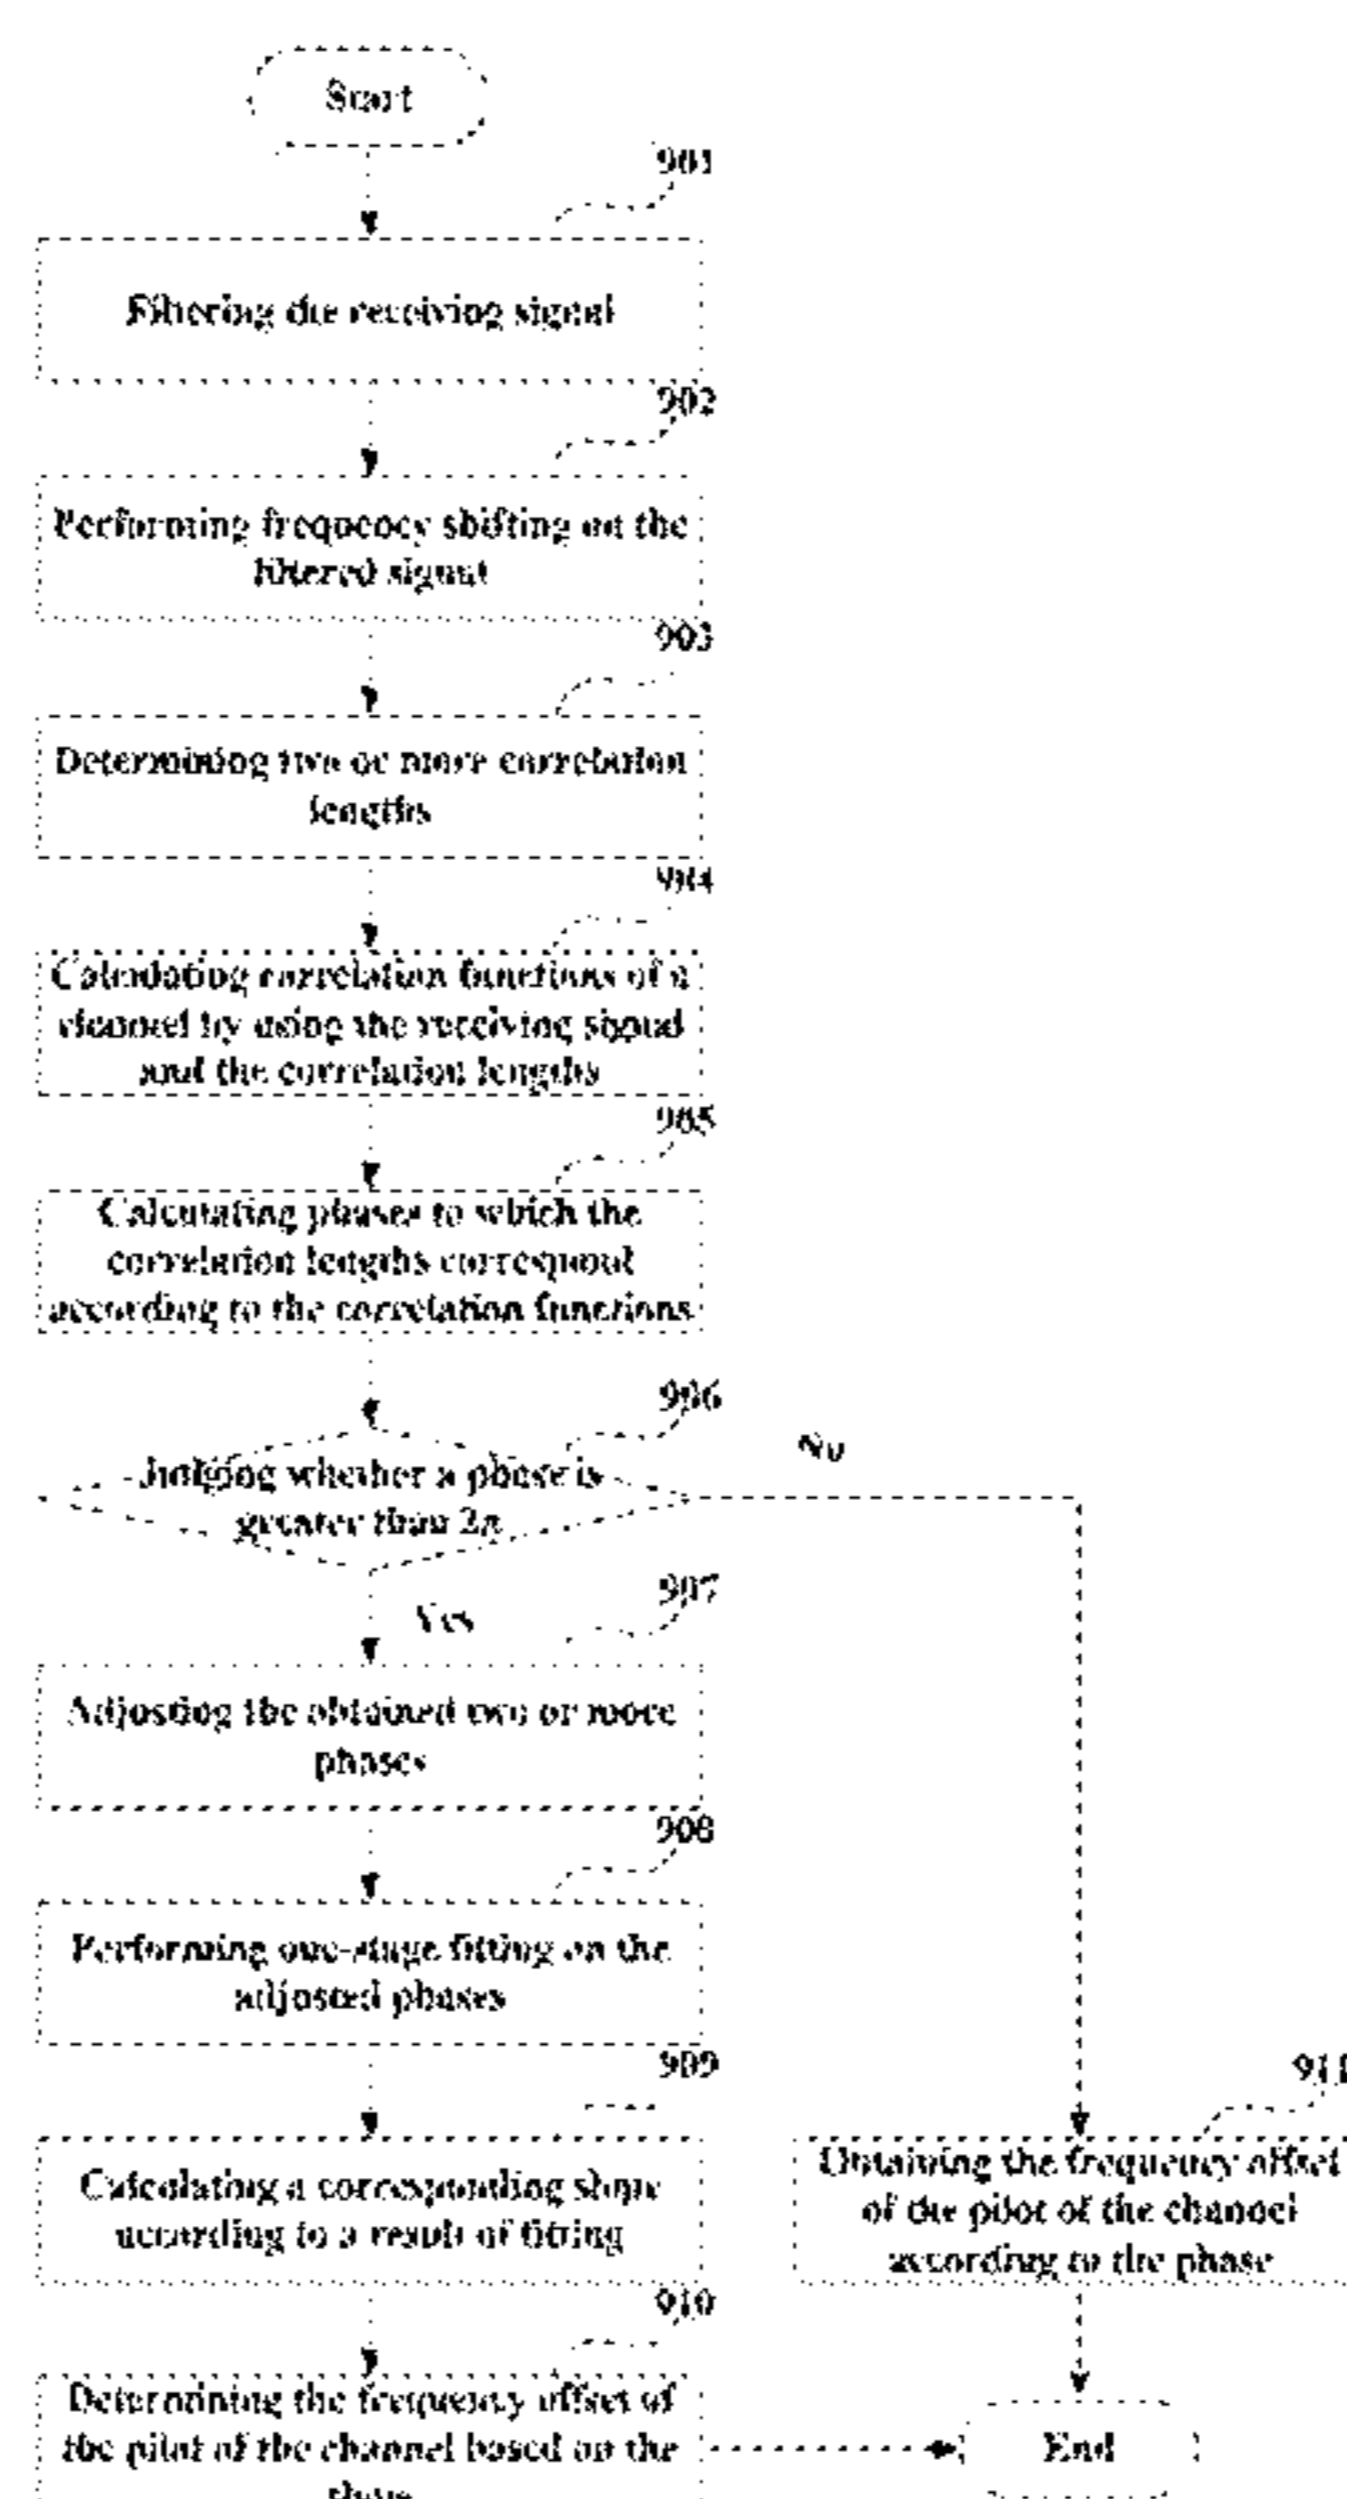 Start
901
Filtering the receiving signal
902
Performing frequency shifting on the
filtered signal
903
Determining two or more correlation
lengths
904
Calculating correlation functions of a
channel by using the receiving signal
and the correlation lengths
905
Calculating phases to which the
correlation lengths correspond
according to the correlation functions
906
No
Judging whether a phase is
greater than 2π
Yes
907
Adjusting the obtained two or more
phases
908
Performing one-stage fitting on the
adjusted phases
909
Calculating a corresponding slope
according to a result of fitting
911
Obtaining the frequency offset
of the pilot of the channel
according to the phase
910
Determining the frequency offset of
the pilot of the channel based on the
slope
End